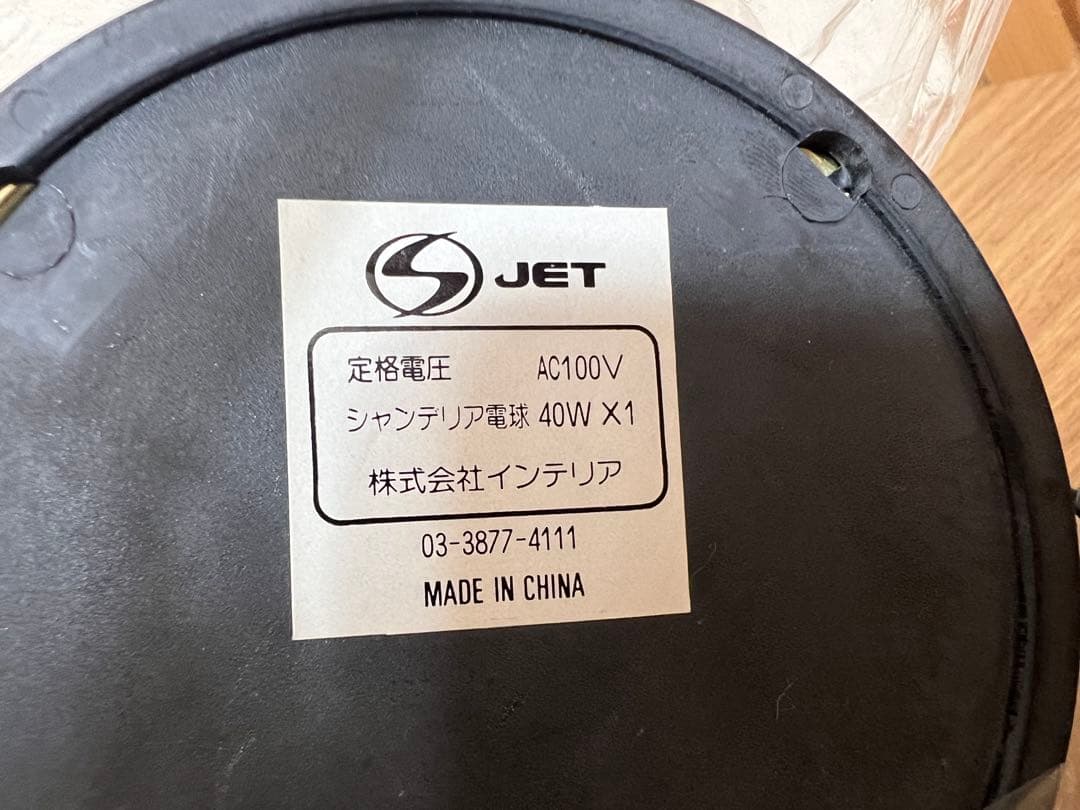 S JET
定格電圧 AC100V
シャンデリア電球 40W X1
株式会社インテリア
03-3877-4111
MADE IN CHINA